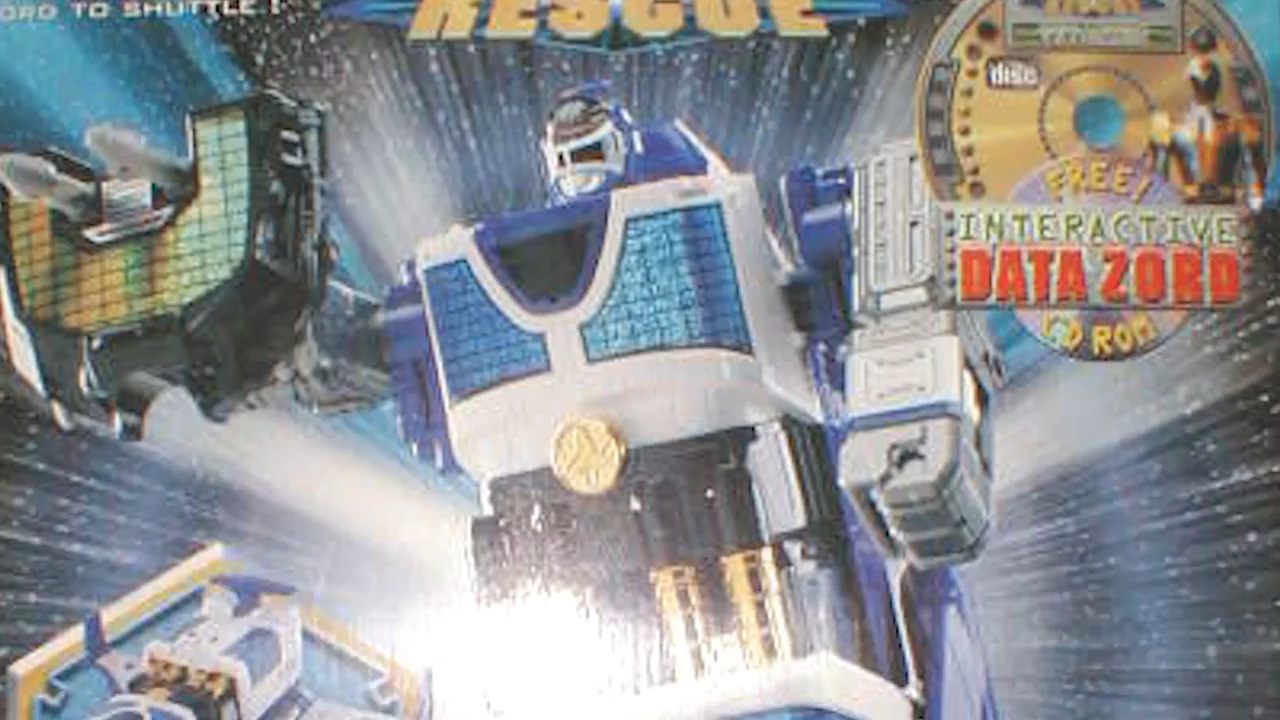 ORD TO SHUTTLE!
RESCUE
disc
FREE!
INTERACTIVE
DATA ZORD
CD ROM